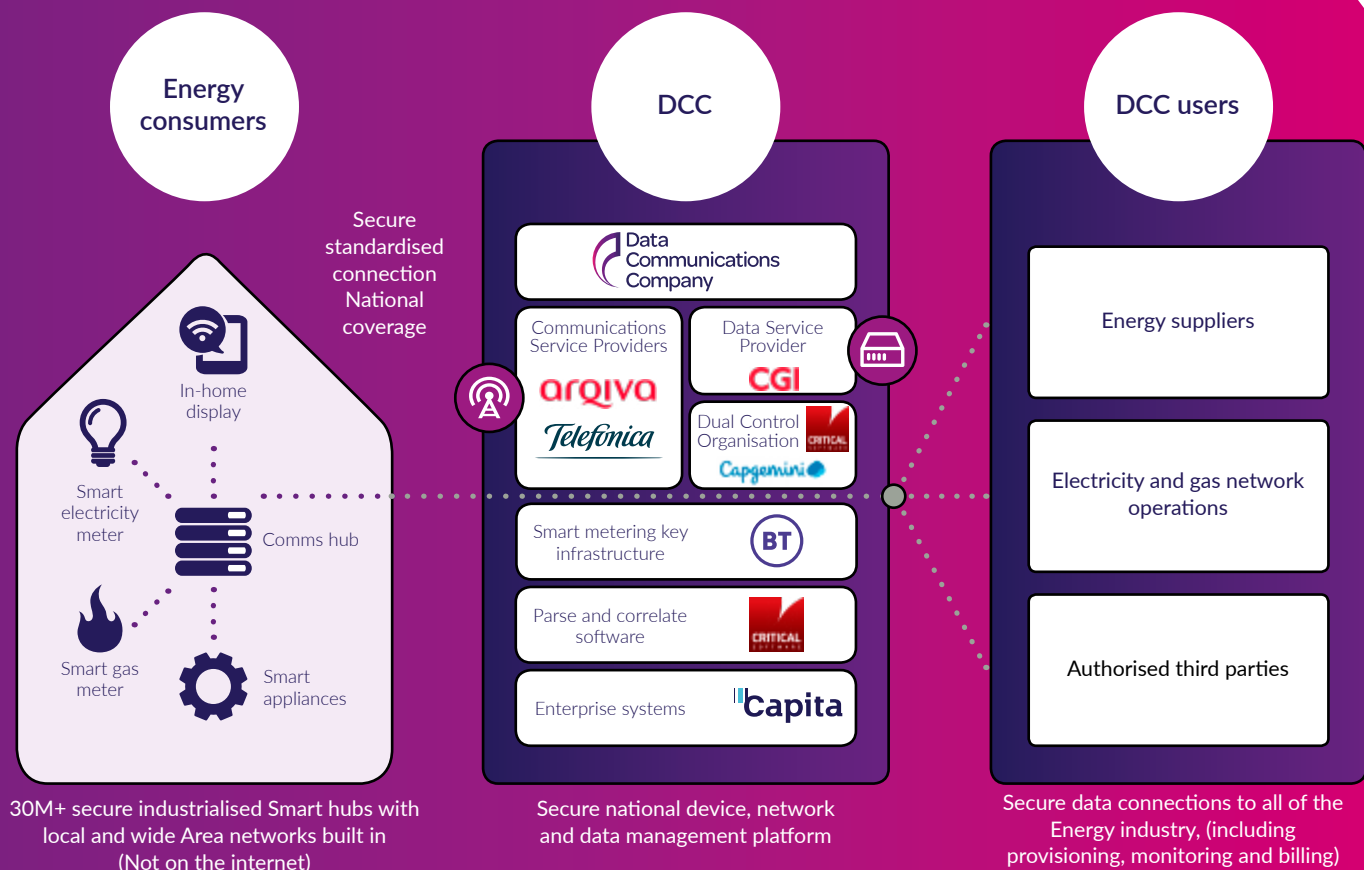 Energy
consumers
DCC
DCC users
Secure
standardised
connection
National
coverage
In-home
display
Smart
electricity
meter
Comms hub
Smart gas
meter
Smart
appliances
Data
Communications
Company
Communications
Service Providers
arqiva
Telefónica
Data Service
Provider
CGI
Dual Control
Organisation
CRITICAL
SOFTWARE
Capgemini
Smart metering key
infrastructure
BT
Parse and correlate
software
CRITICAL
SOFTWARE
Enterprise systems
Capita
Energy suppliers
Electricity and gas network
operations
Authorised third parties
30M+ secure industrialised Smart hubs with
local and wide Area networks built in
(Not on the internet)
Secure national device, network
and data management platform
Secure data connections to all of the
Energy industry, (including
provisioning, monitoring and billing)